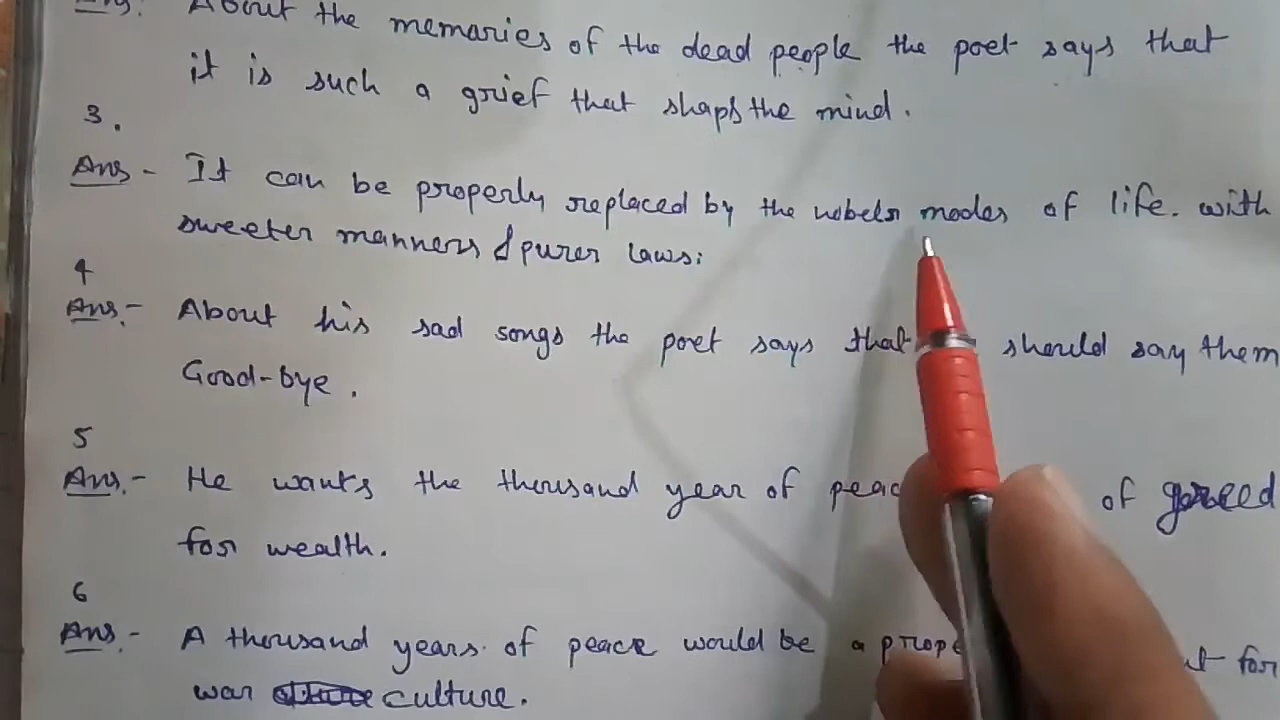 Ans. About the memaries of the dead people the poet says that
it is such a grief that shaps the mind.
3.
Ans - It can be properly replaced by the nobeler modes of life. with
sweeter manners & purer laws.
4
Ans. - About his sad songs the poet says that should say them
Good-bye.
5
Ans. - He wants the thousand year of peac of greed
for wealth.
6
Ans. - A thousand years of peace would be a prope for
war culture.